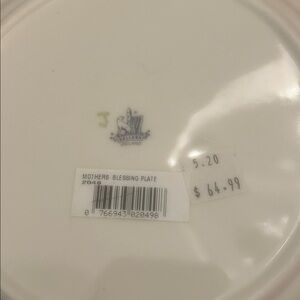 5.20
$ 64.99
MOTHERS BLESSING PLATE
2049
0 766943 020498